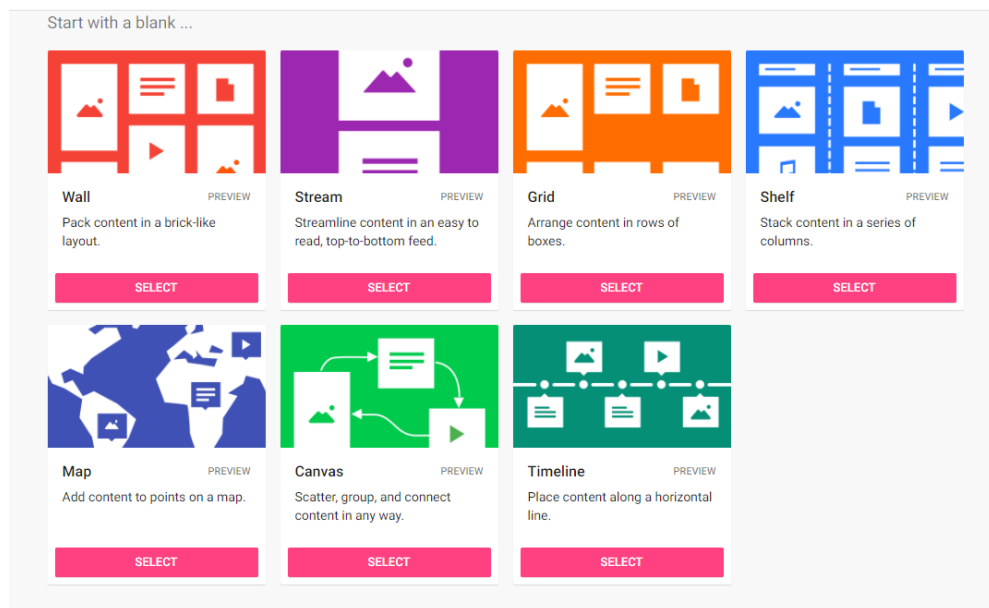 Start with a blank ...
Wall PREVIEW
Pack content in a brick-like
layout.
SELECT
Stream PREVIEW
Streamline content in an easy to
read, top-to-bottom feed.
SELECT
Grid PREVIEW
Arrange content in rows of
boxes.
SELECT
Shelf PREVIEW
Stack content in a series of
columns.
SELECT
Map PREVIEW
Add content to points on a map.
SELECT
Canvas PREVIEW
Scatter, group, and connect
content in any way.
SELECT
Timeline PREVIEW
Place content along a horizontal
line.
SELECT